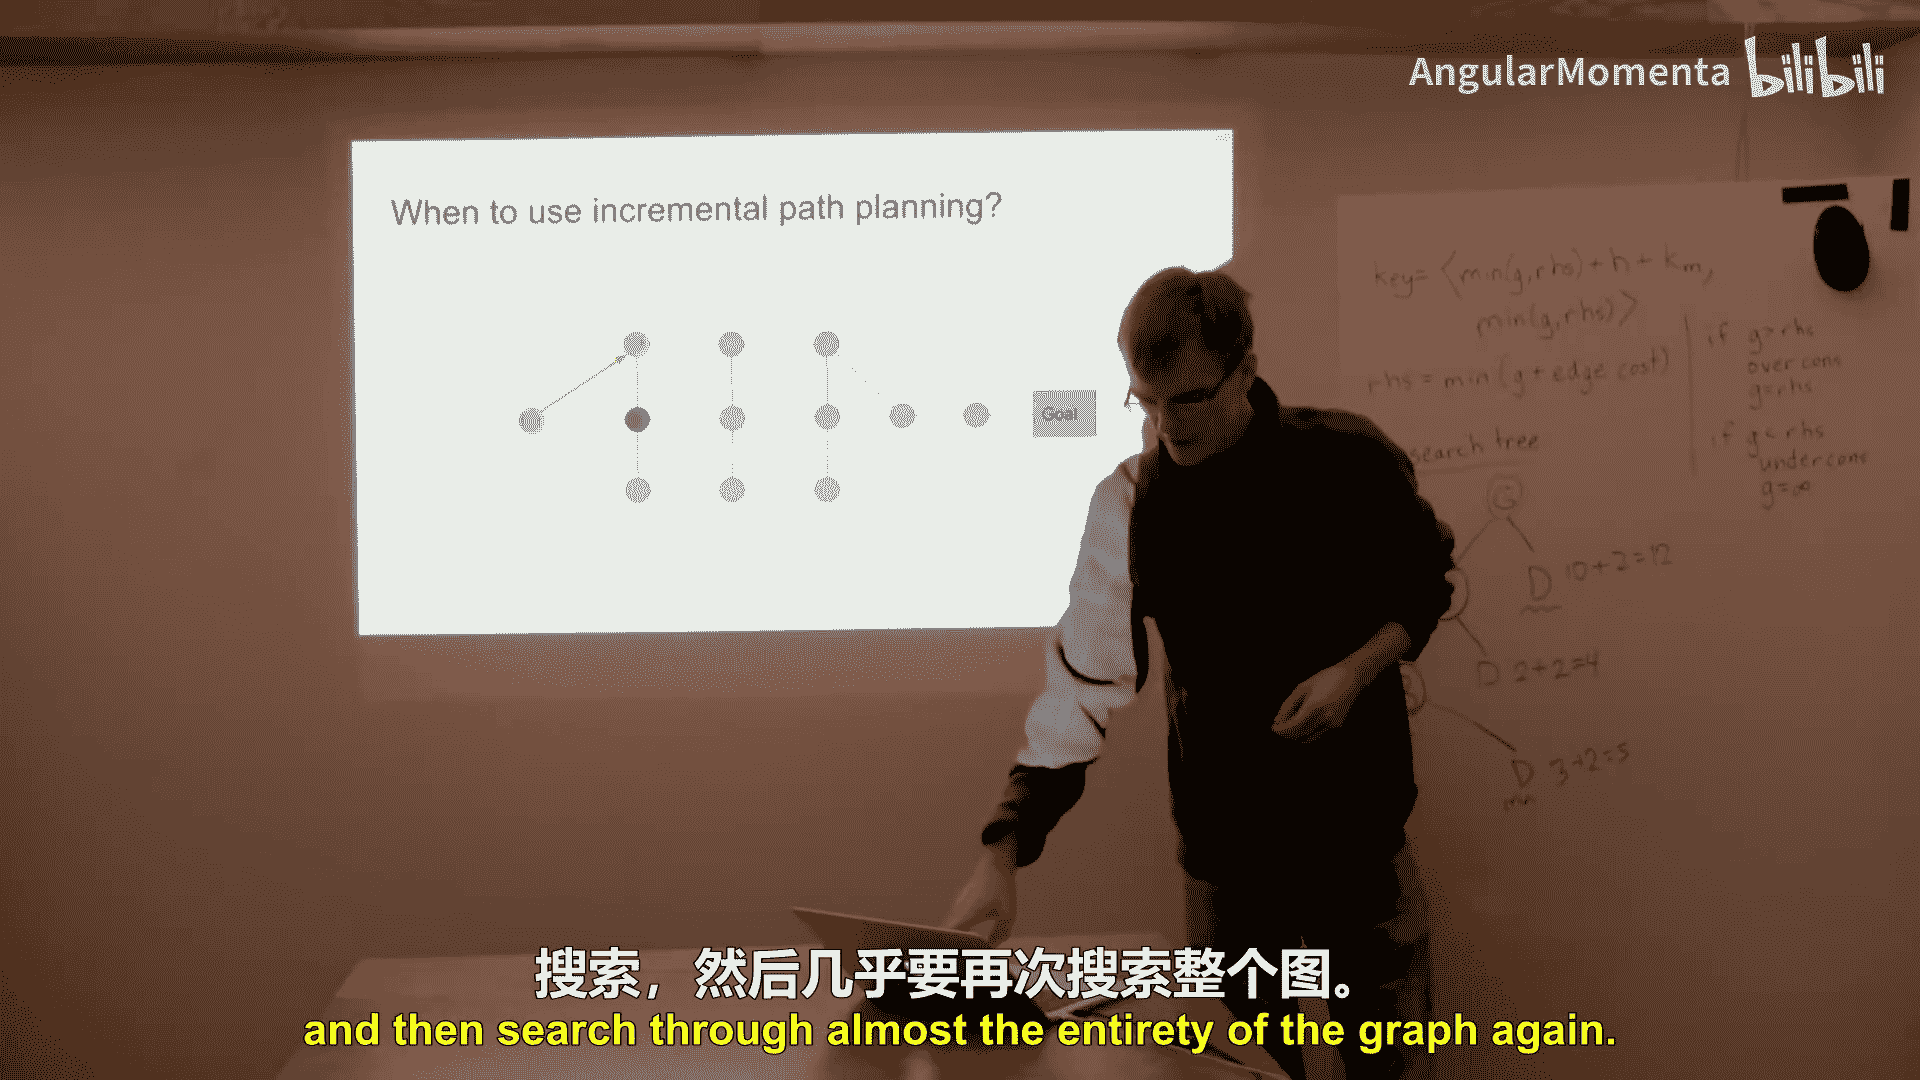 AngularMomenta bilibili
When to use incremental path planning?
Goal
key= ⟨min(g,rhs)+h+km,
min(g,rhs)⟩
rhs = min (g + edge cost)
if g>rhs
over cons
g=rhs
if g<rhs
undercons
g=∞
search tree
G
D 10+2=12
D 2+2=4
D 3+2=5
搜索，然后几乎要再次搜索整个图。
and then search through almost the entirety of the graph again.